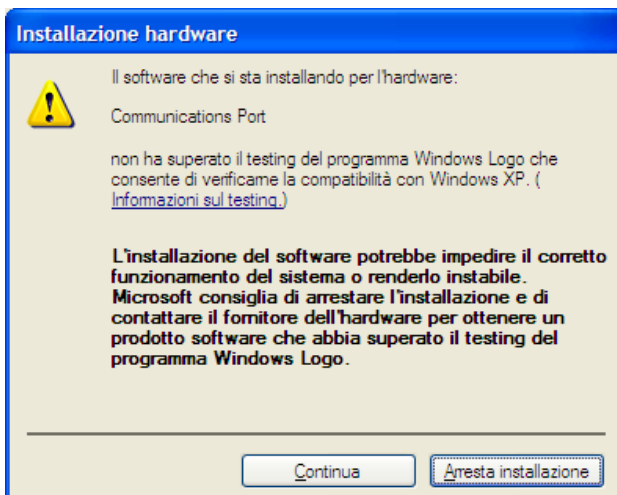 Installazione hardware
Il software che si sta installando per l'hardware:
Communications Port
non ha superato il testing del programma Windows Logo che
consente di verificarne la compatibilità con Windows XP. (
Informazioni sul testing.)
L'installazione del software potrebbe impedire il corretto
funzionamento del sistema o renderlo instabile.
Microsoft consiglia di arrestare l'installazione e di
contattare il fornitore dell'hardware per ottenere un
prodotto software che abbia superato il testing del
programma Windows Logo.
Continua
Arresta installazione